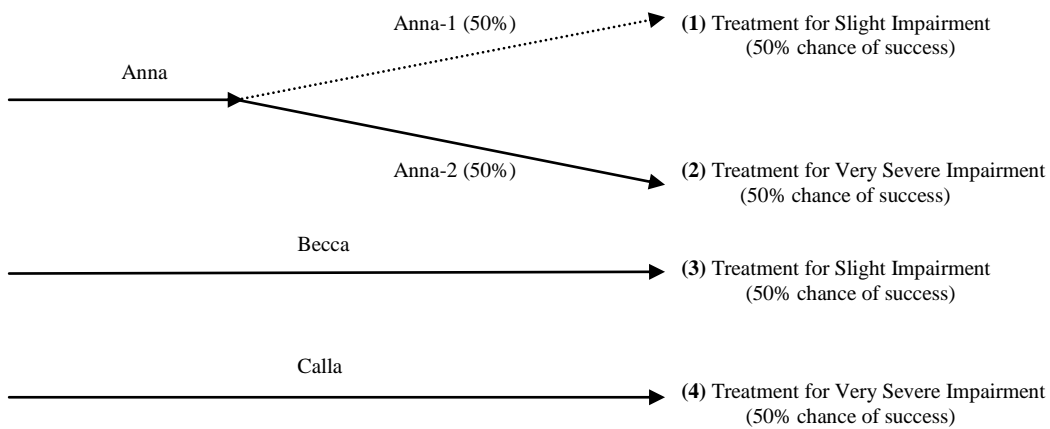 Anna-1 (50%)
(1) Treatment for Slight Impairment
(50% chance of success)
Anna
Anna-2 (50%)
(2) Treatment for Very Severe Impairment
(50% chance of success)
Becca
(3) Treatment for Slight Impairment
(50% chance of success)
Calla
(4) Treatment for Very Severe Impairment
(50% chance of success)